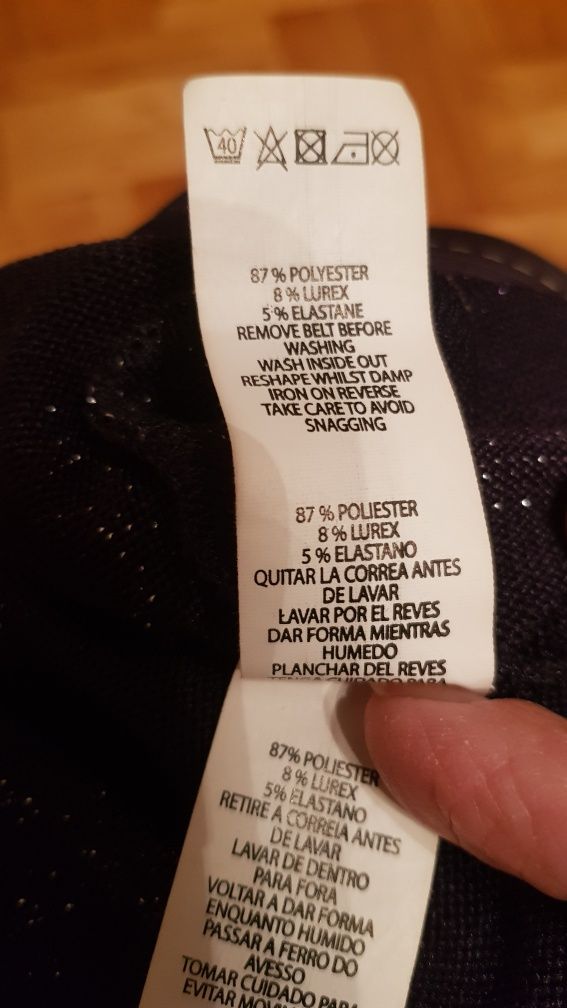 40
87 % POLYESTER
8 % LUREX
5 % ELASTANE
REMOVE BELT BEFORE
WASHING
WASH INSIDE OUT
RESHAPE WHILST DAMP
IRON ON REVERSE
TAKE CARE TO AVOID
SNAGGING
87 % POLIESTER
8 % LUREX
5 % ELASTANO
QUITAR LA CORREA ANTES
DE LAVAR
LAVAR POR EL REVES
DAR FORMA MIENTRAS
HUMEDO
PLANCHAR DEL REVES
TENGA CUIDADO PARA
87% POLIESTER
8% LUREX
5% ELASTANO
RETIRE A CORREIA ANTES
DE LAVAR
LAVAR DE DENTRO
PARA FORA
VOLTAR A DAR FORMA
ENQUANTO HUMIDO
PASSAR A FERRO DO
AVESSO
TOMAR CUIDADO PARA
EVITAR